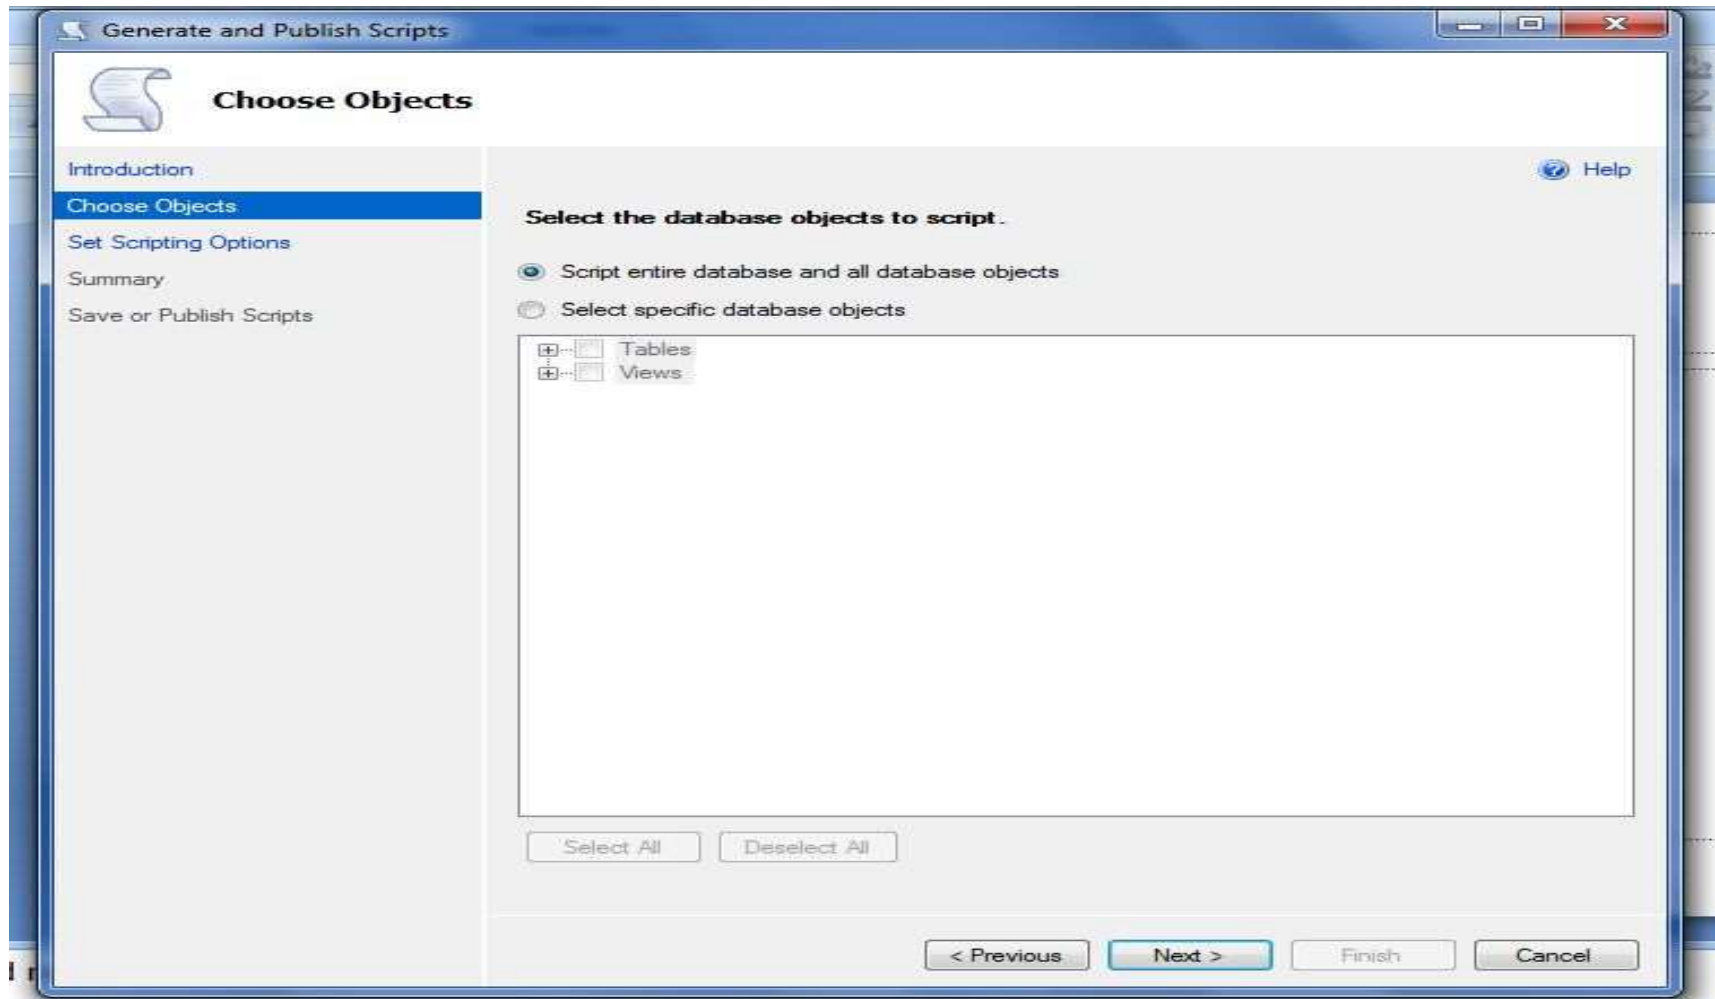 Generate and Publish Scripts
Choose Objects
Introduction
Help
Choose Objects
Select the database objects to script.
Set Scripting Options
Script entire database and all database objects
Summary
Select specific database objects
Save or Publish Scripts
Tables
Views
Select All
Deselect All
< Previous
Next >
Finish
Cancel